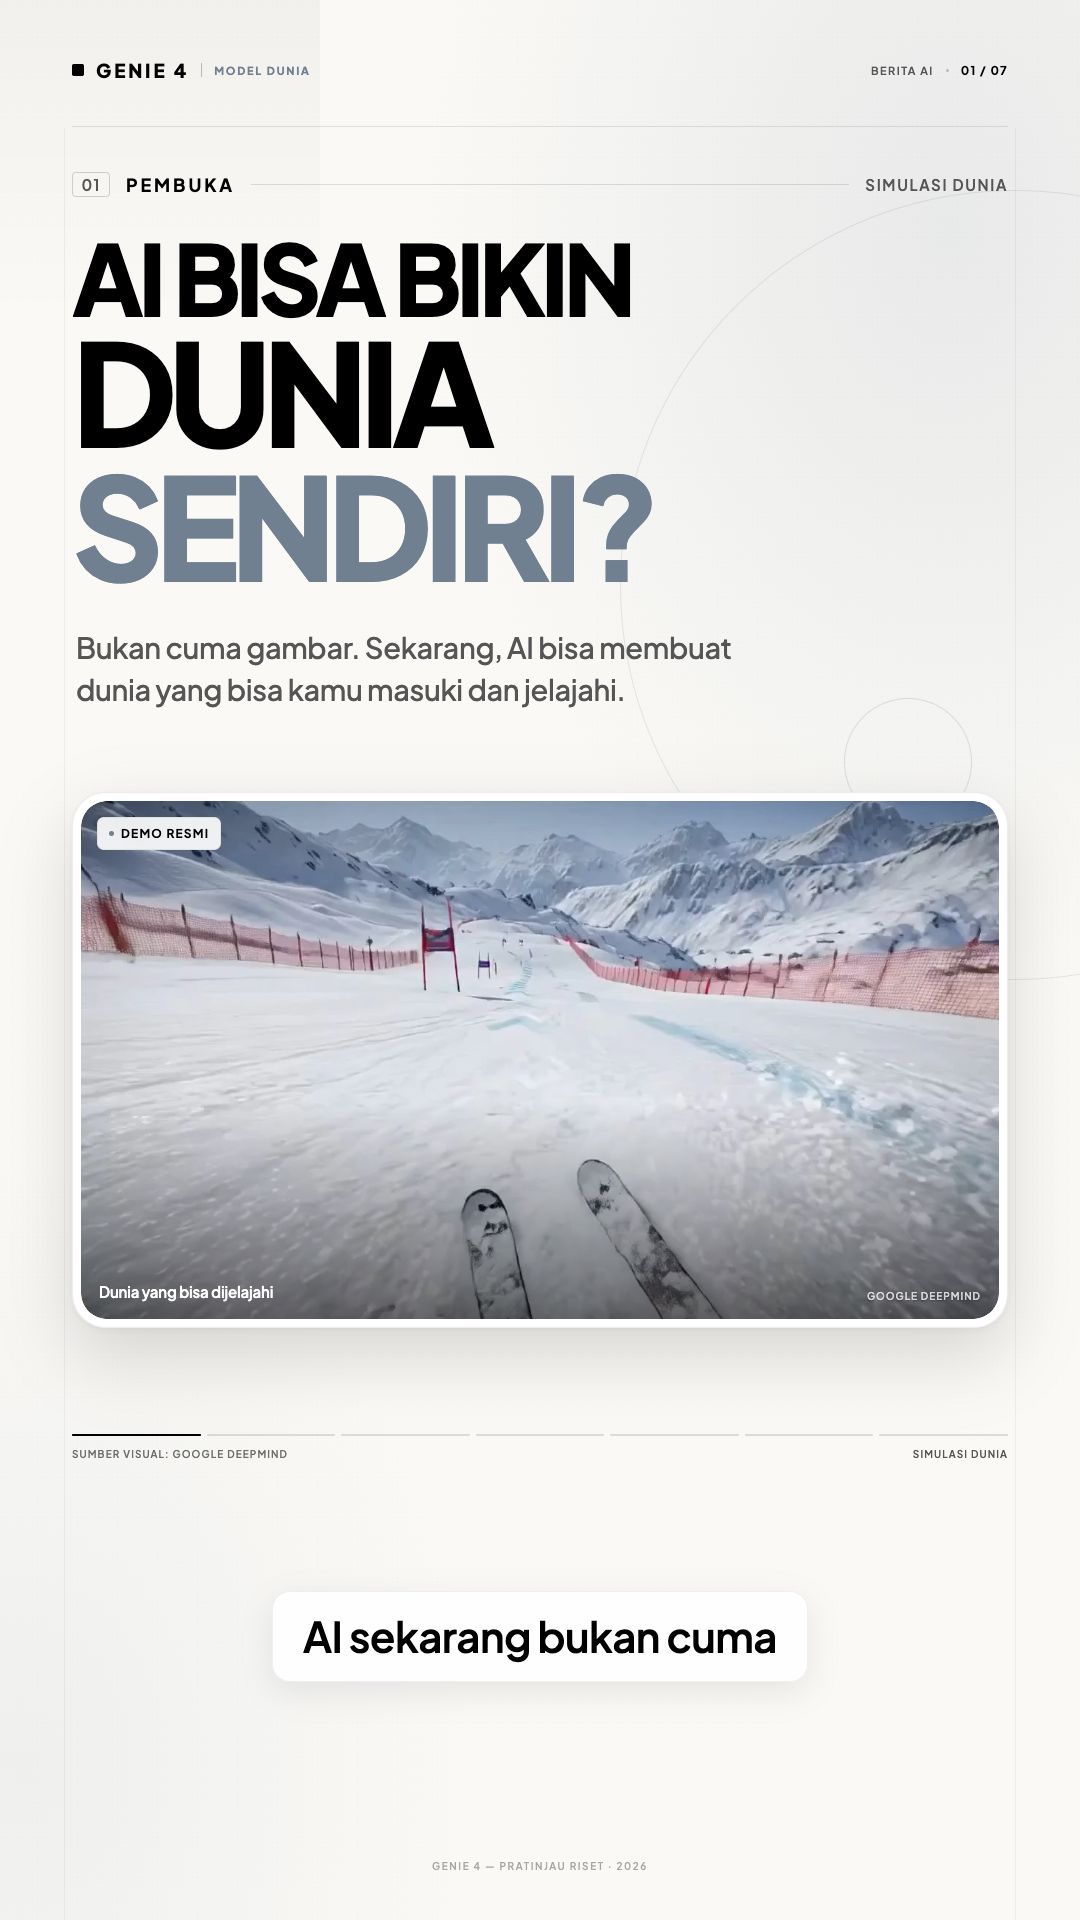 GENIE 4 MODEL DUNIA
BERITA AI • 01 / 07
01 PEMBUKA
SIMULASI DUNIA
AI BISA BIKIN
DUNIA
SENDIRI?
Bukan cuma gambar. Sekarang, AI bisa membuat
dunia yang bisa kamu masuki dan jelajahi.
• DEMO RESMI
Dunia yang bisa dijelajahi
GOOGLE DEEPMIND
SUMBER VISUAL: GOOGLE DEEPMIND
SIMULASI DUNIA
AI sekarang bukan cuma
GENIE 4 — PRATINJAU RISET · 2026